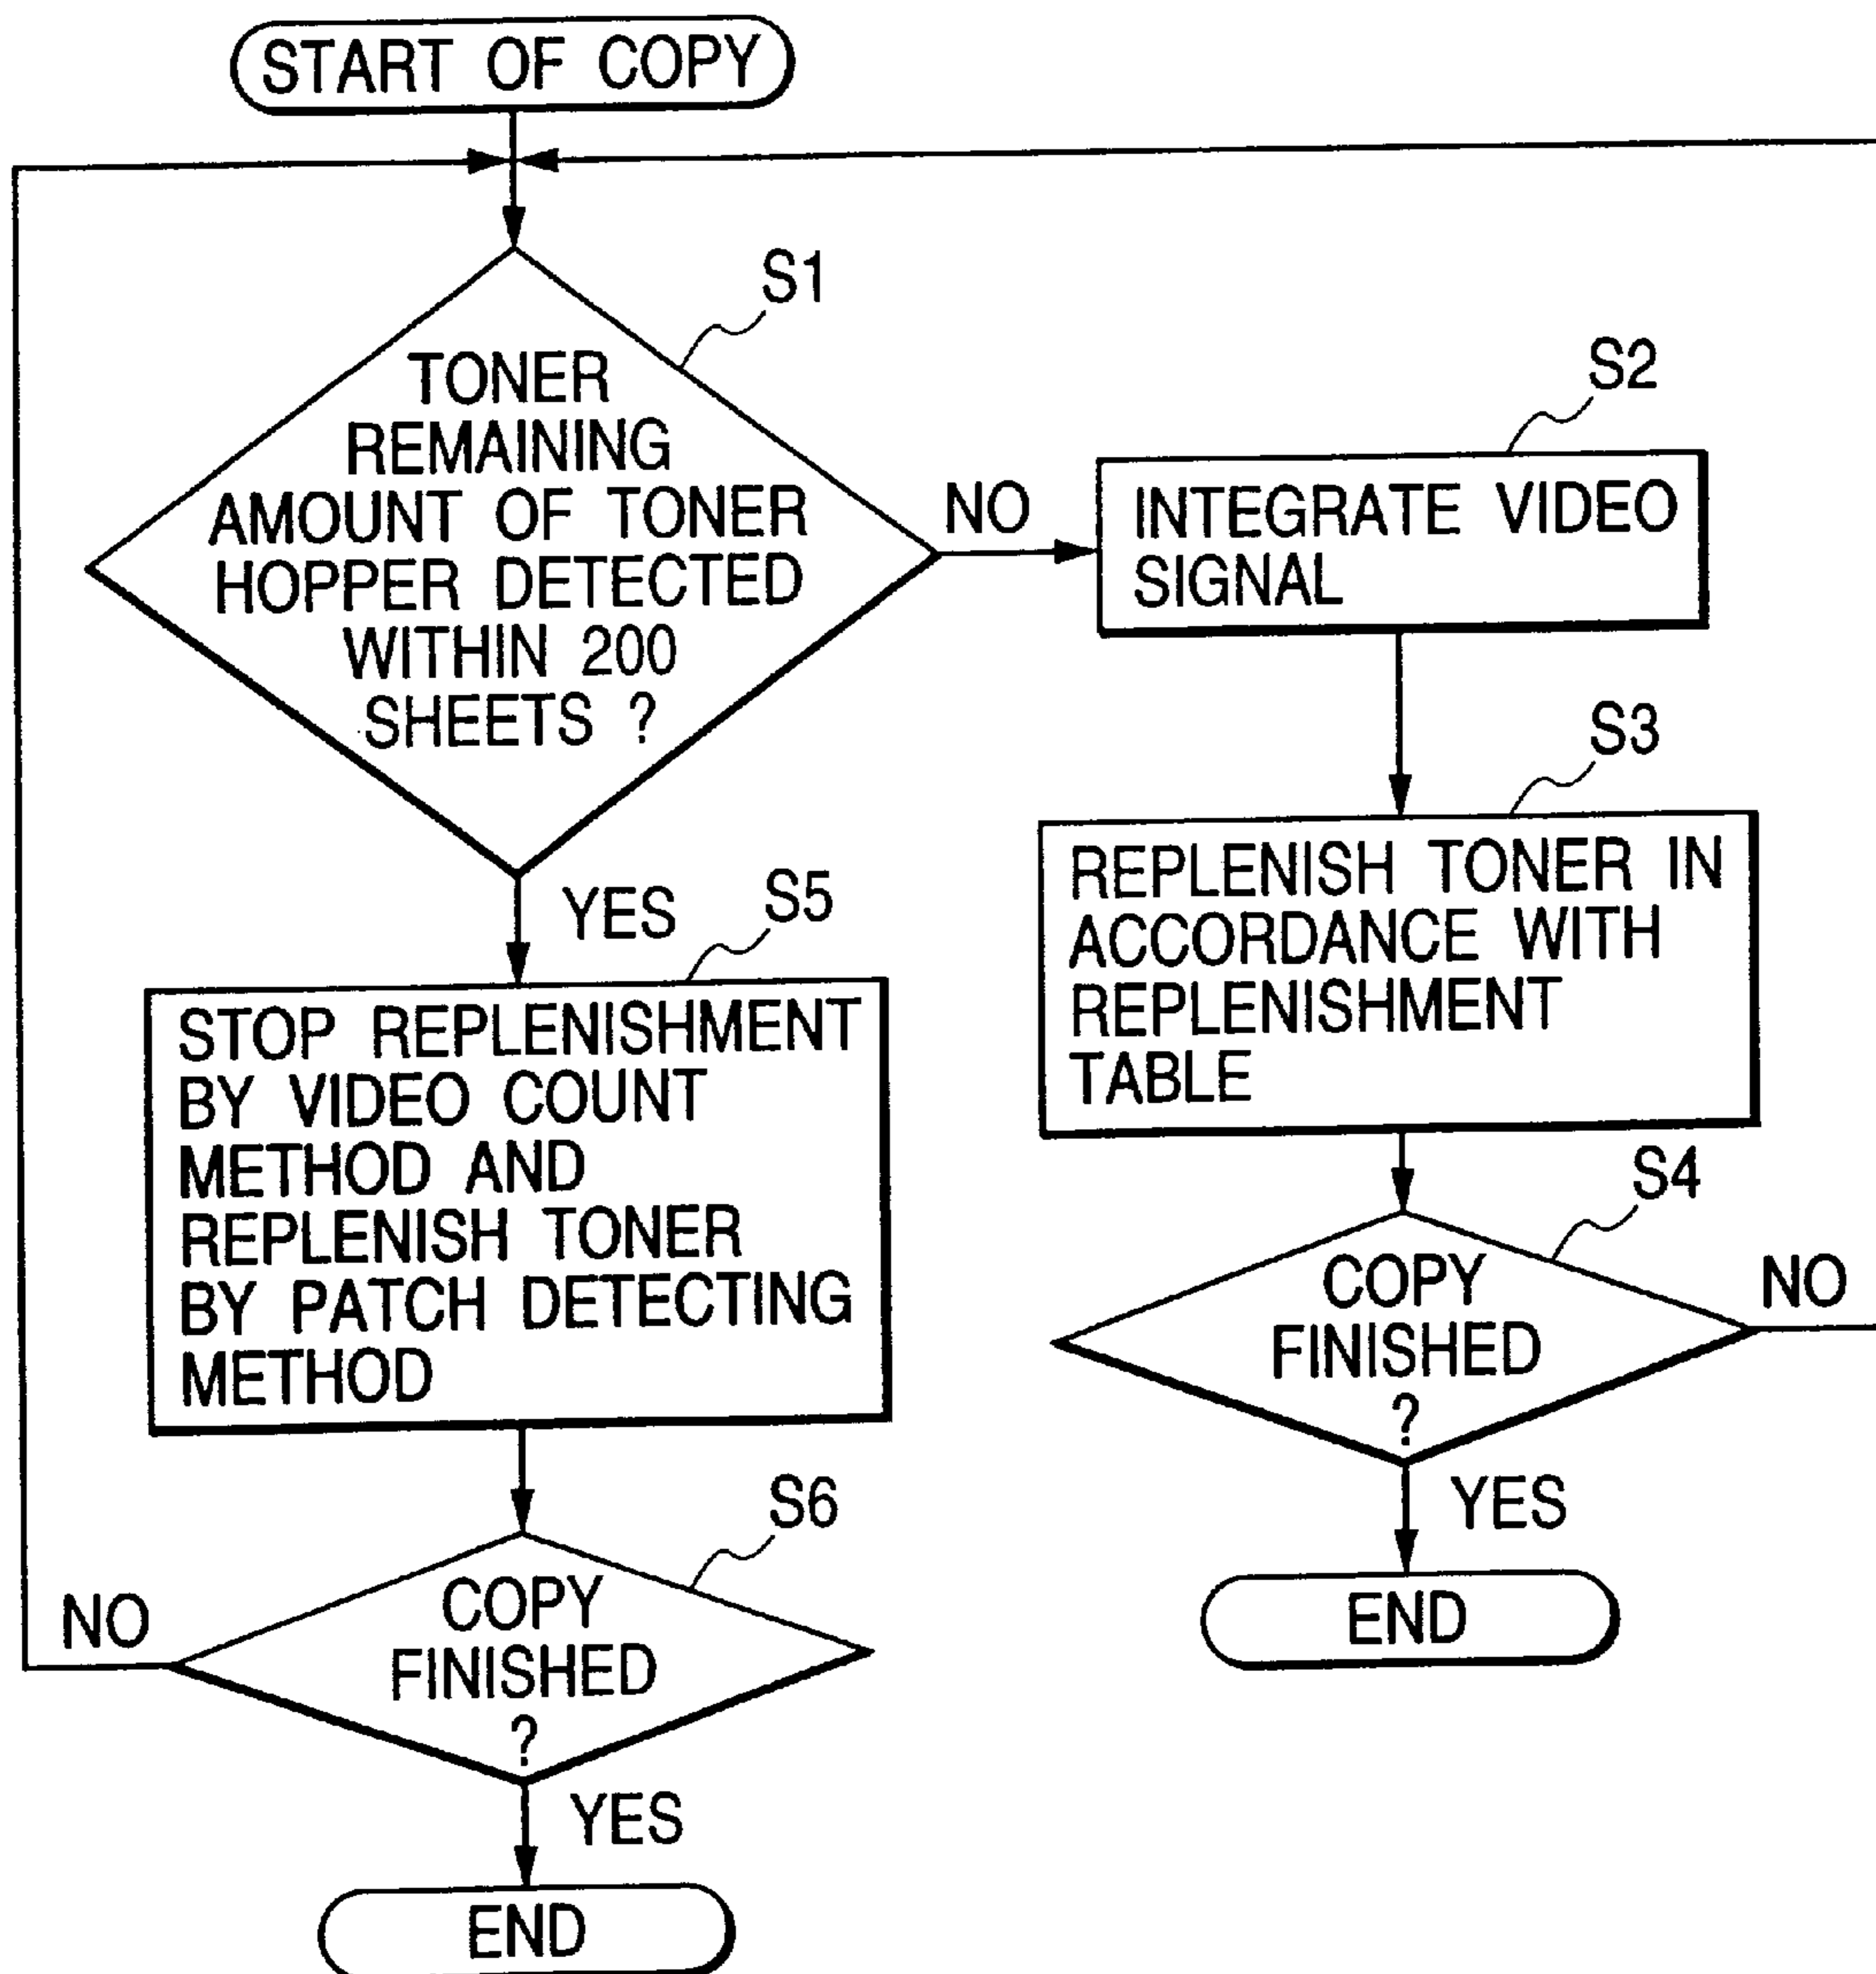 START OF COPY
S1
TONER
REMAINING
AMOUNT OF TONER
HOPPER DETECTED
WITHIN 200
SHEETS ?
NO
S2
INTEGRATE VIDEO
SIGNAL
S3
REPLENISH TONER IN
ACCORDANCE WITH
REPLENISHMENT
TABLE
S4
COPY
FINISHED
?
NO
YES
END
YES
S5
STOP REPLENISHMENT
BY VIDEO COUNT
METHOD AND
REPLENISH TONER
BY PATCH DETECTING
METHOD
S6
COPY
FINISHED
?
NO
YES
END